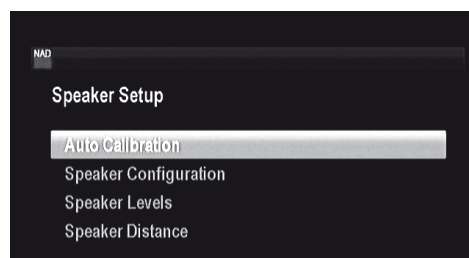 NAD
Speaker Setup
Auto Calibration
Speaker Configuration
Speaker Levels
Speaker Distance